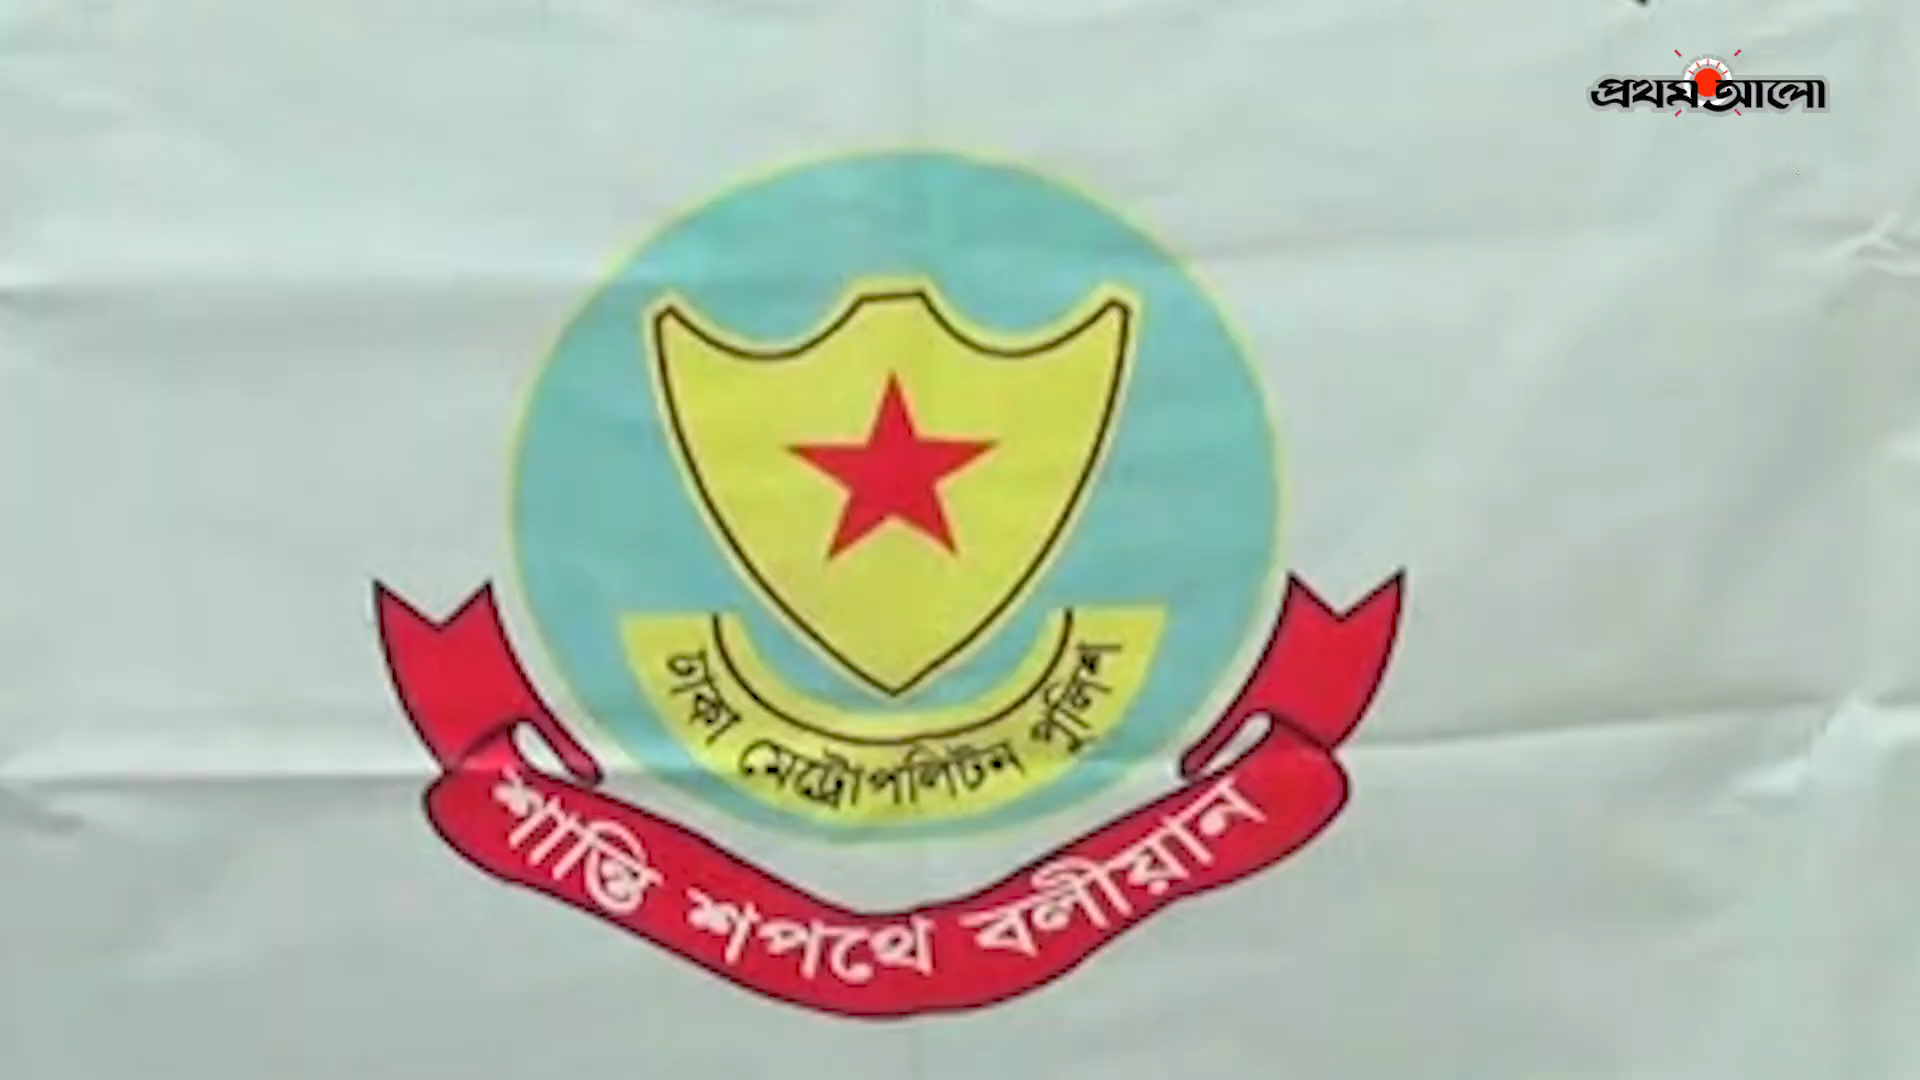 প্রথম আলো
ঢাকা মেট্রোপলিটন পুলিশ
শান্তি শপথে বলীয়ান